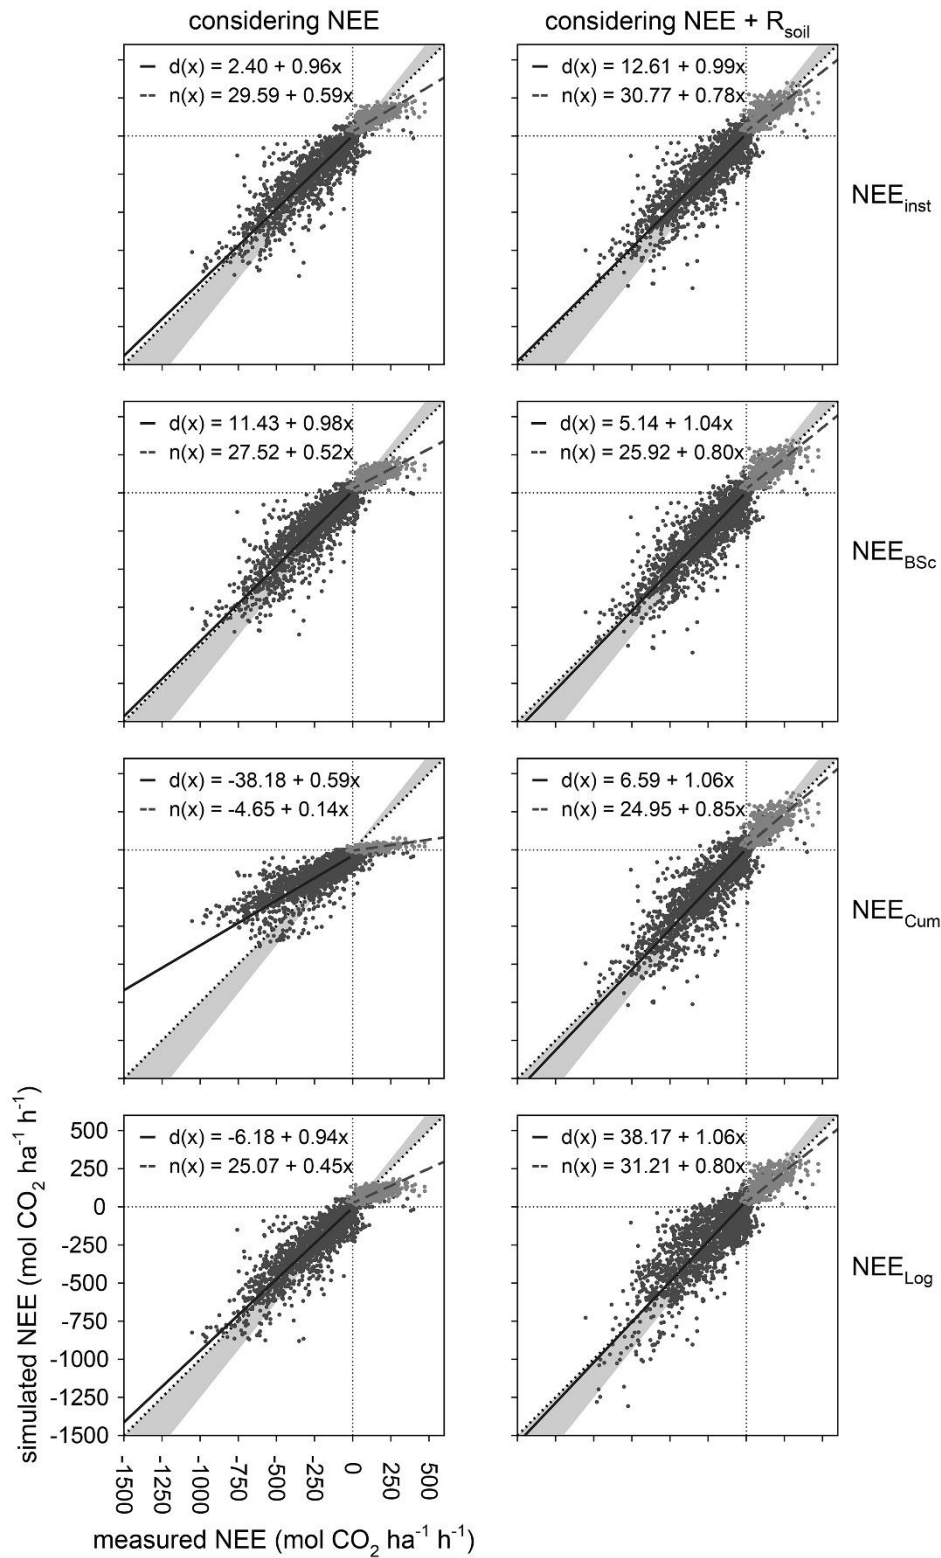 considering NEE
considering NEE + Rsoil
d(x) = 2.40 + 0.96x
n(x) = 29.59 + 0.59x
d(x) = 12.61 + 0.99x
n(x) = 30.77 + 0.78x
NEEinst
d(x) = 11.43 + 0.98x
n(x) = 27.52 + 0.52x
d(x) = 5.14 + 1.04x
n(x) = 25.92 + 0.80x
NEEBSc
d(x) = -38.18 + 0.59x
n(x) = -4.65 + 0.14x
d(x) = 6.59 + 1.06x
n(x) = 24.95 + 0.85x
NEECum
simulated NEE (mol CO2 ha-1 h-1)
500
250
0
-250
-500
-750
-1000
-1250
-1500
d(x) = -6.18 + 0.94x
n(x) = 25.07 + 0.45x
d(x) = 38.17 + 1.06x
n(x) = 31.21 + 0.80x
NEELog
-1500
-1250
-1000
-750
-500
-250
0
250
500
measured NEE (mol CO2 ha-1 h-1)